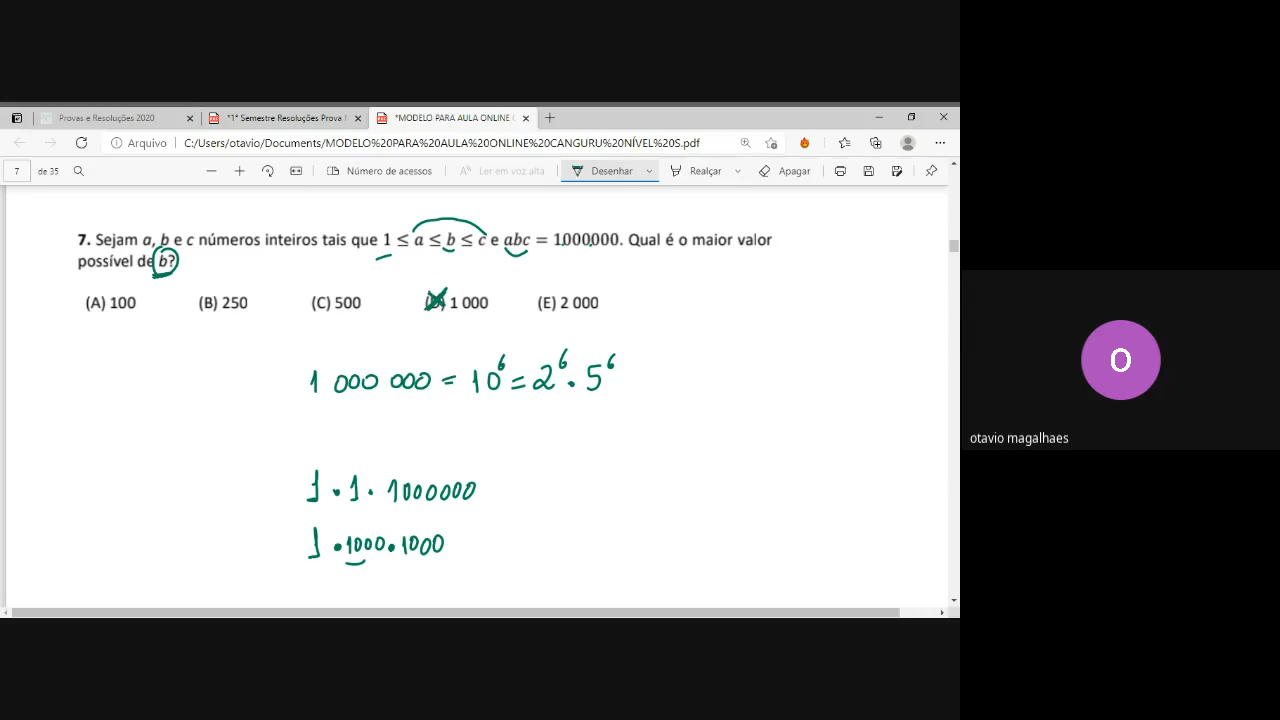 Provas e Resoluções 2020
*1° Semestre Resoluções Prova
*MODELO PARA AULA ONLINE C
Arquivo C:/Users/otavio/Documents/MODELO%20PARA%20AULA%20ONLINE%20CANGURU%20NÍVEL%20S.pdf
7 de 35 Número de acessos Ler em voz alta Desenhar Realçar Apagar
7. Sejam a, b e c números inteiros tais que 1 ≤ a ≤ b ≤ c e abc = 1000000. Qual é o maior valor
possível de b?
(A) 100 (B) 250 (C) 500 (D) 1 000 (E) 2 000
1 000 000 = 10⁶ = 2⁶ . 5⁶
1 . 1 . 1000000
1 . 1000 . 1000
O
otavio magalhaes